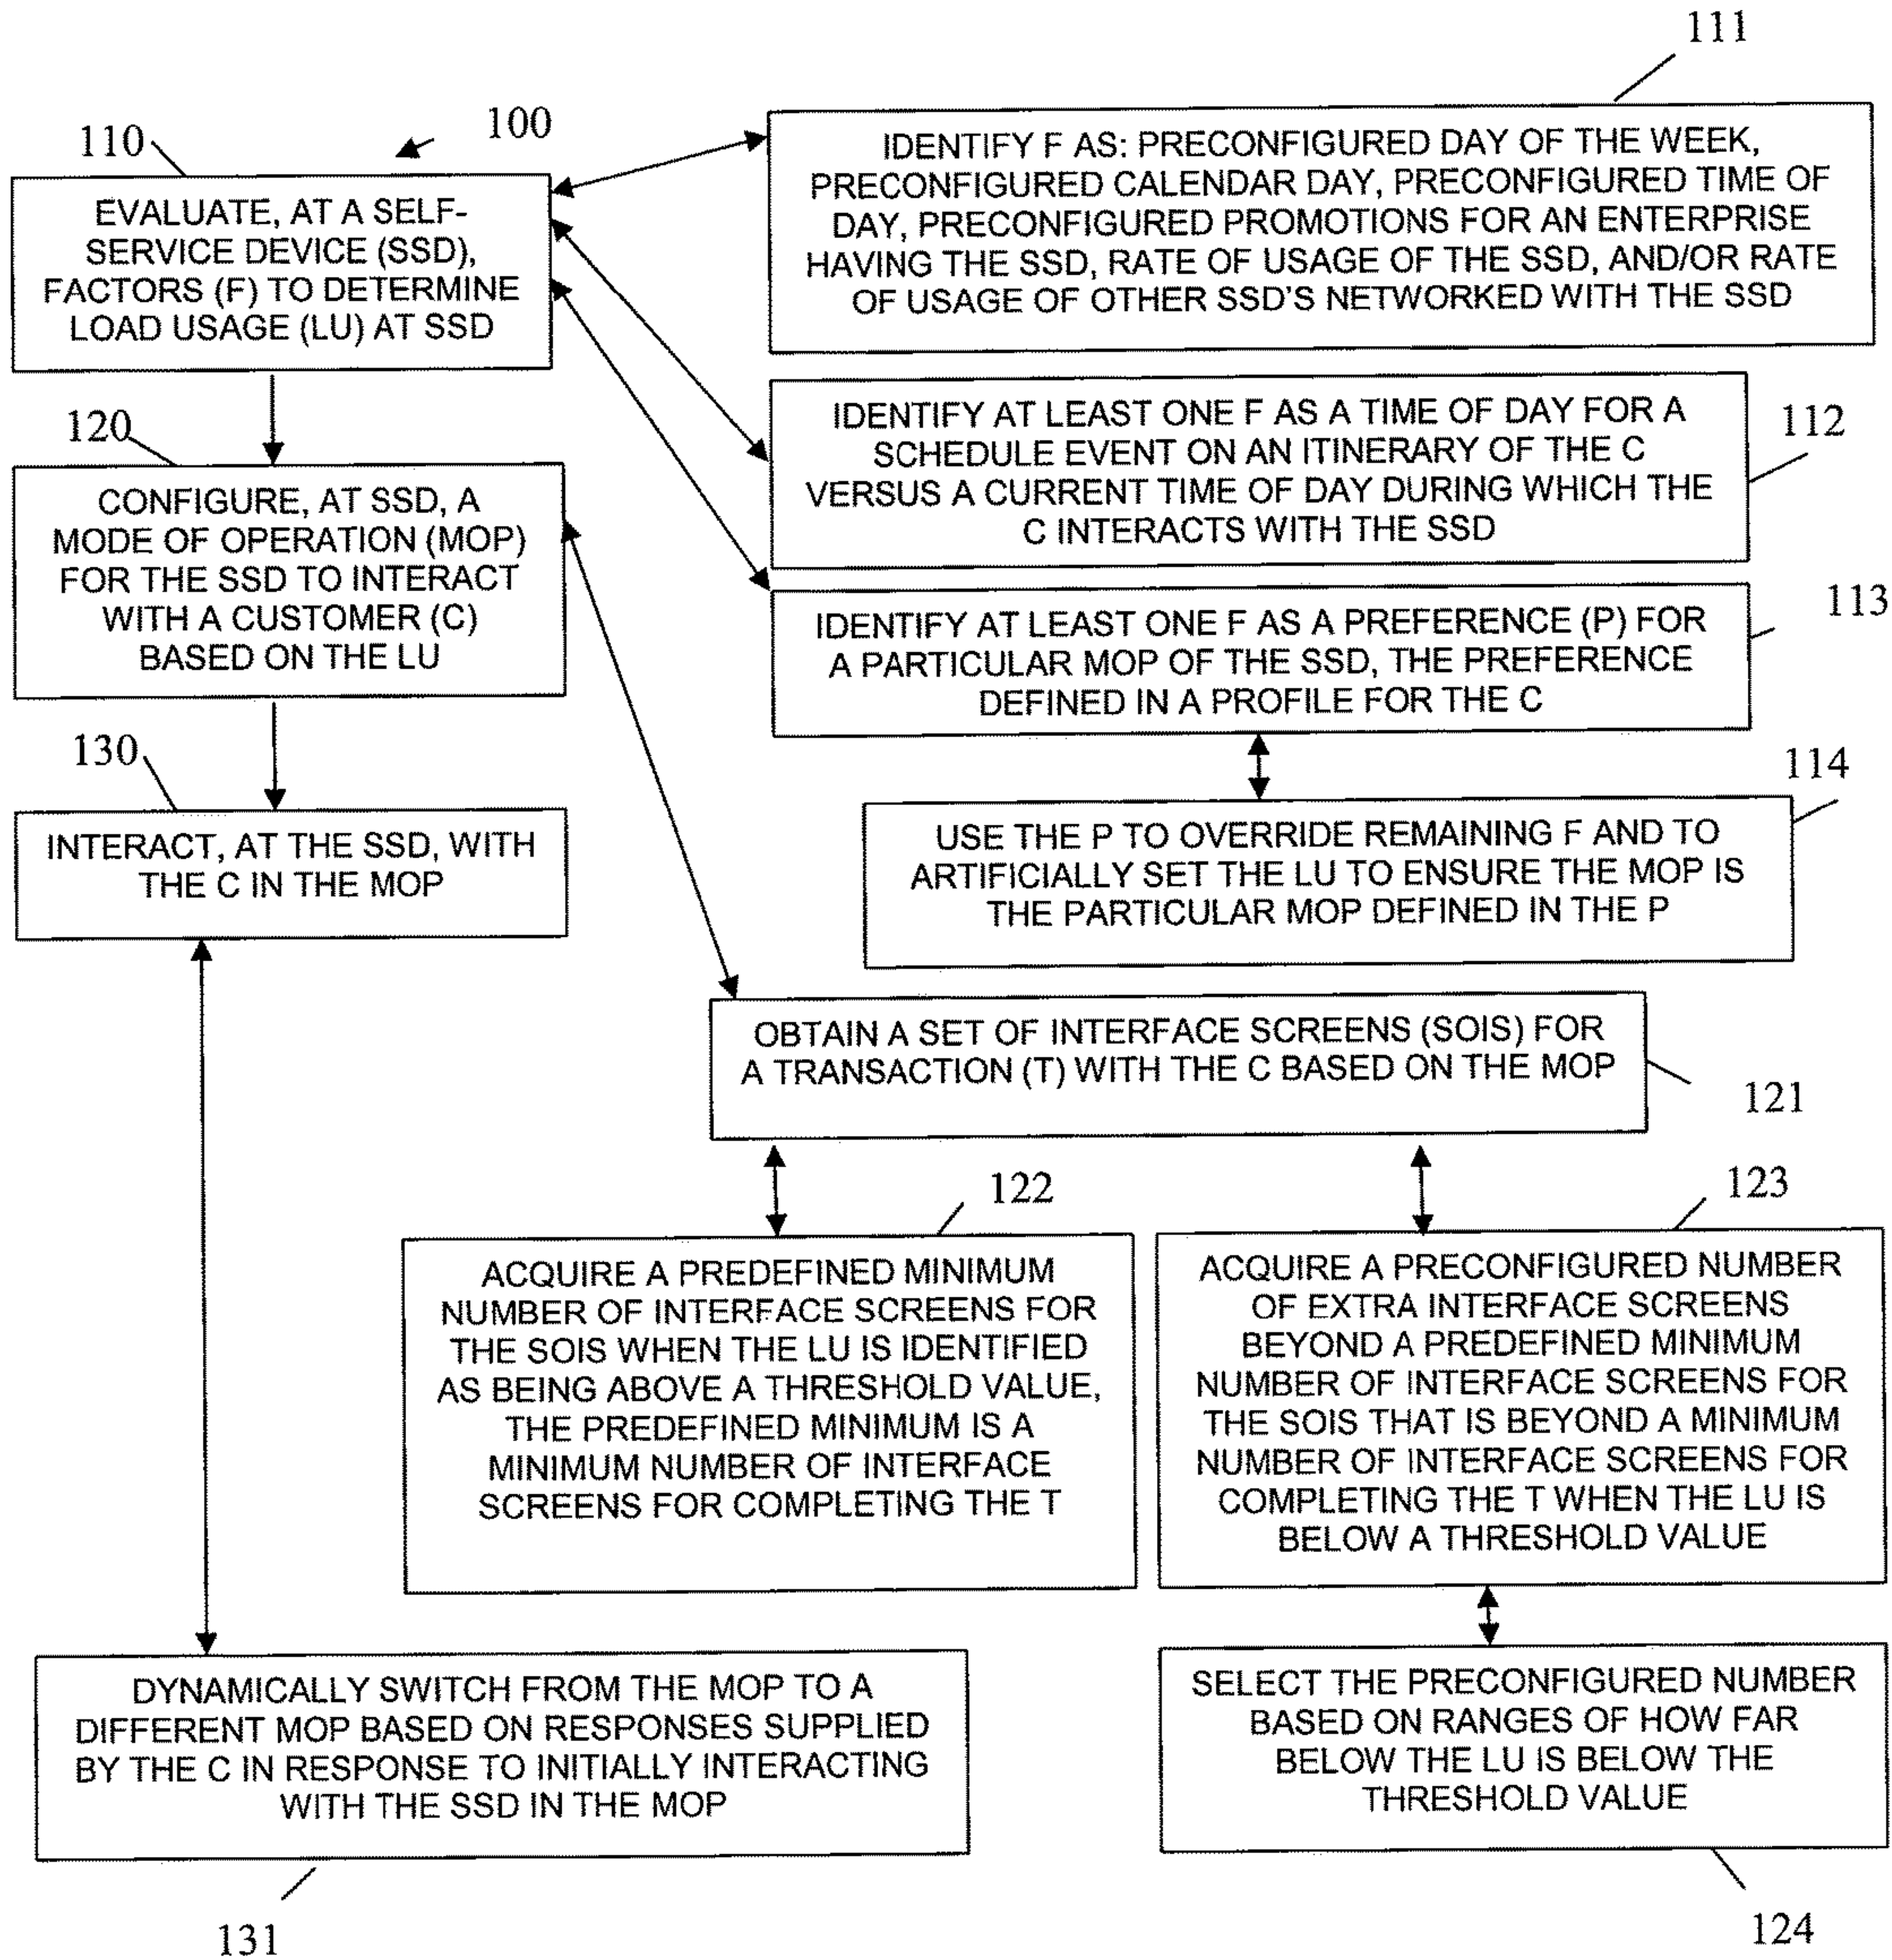 111
100
110
IDENTIFY F AS: PRECONFIGURED DAY OF THE WEEK,
PRECONFIGURED CALENDAR DAY, PRECONFIGURED TIME OF
DAY, PRECONFIGURED PROMOTIONS FOR AN ENTERPRISE
HAVING THE SSD, RATE OF USAGE OF THE SSD, AND/OR RATE
OF USAGE OF OTHER SSD'S NETWORKED WITH THE SSD
EVALUATE, AT A SELF-
SERVICE DEVICE (SSD),
FACTORS (F) TO DETERMINE
LOAD USAGE (LU) AT SSD
IDENTIFY AT LEAST ONE F AS A TIME OF DAY FOR A
SCHEDULE EVENT ON AN ITINERARY OF THE C
VERSUS A CURRENT TIME OF DAY DURING WHICH THE
C INTERACTS WITH THE SSD
112
120
CONFIGURE, AT SSD, A
MODE OF OPERATION (MOP)
FOR THE SSD TO INTERACT
WITH A CUSTOMER (C)
BASED ON THE LU
113
IDENTIFY AT LEAST ONE F AS A PREFERENCE (P) FOR
A PARTICULAR MOP OF THE SSD, THE PREFERENCE
DEFINED IN A PROFILE FOR THE C
130
114
INTERACT, AT THE SSD, WITH
THE C IN THE MOP
USE THE P TO OVERRIDE REMAINING F AND TO
ARTIFICIALLY SET THE LU TO ENSURE THE MOP IS
THE PARTICULAR MOP DEFINED IN THE P
OBTAIN A SET OF INTERFACE SCREENS (SOIS) FOR
A TRANSACTION (T) WITH THE C BASED ON THE MOP
121
122
123
ACQUIRE A PREDEFINED MINIMUM
NUMBER OF INTERFACE SCREENS FOR
THE SOIS WHEN THE LU IS IDENTIFIED
AS BEING ABOVE A THRESHOLD VALUE,
THE PREDEFINED MINIMUM IS A
MINIMUM NUMBER OF INTERFACE
SCREENS FOR COMPLETING THE T
ACQUIRE A PRECONFIGURED NUMBER
OF EXTRA INTERFACE SCREENS
BEYOND A PREDEFINED MINIMUM
NUMBER OF INTERFACE SCREENS FOR
THE SOIS THAT IS BEYOND A MINIMUM
NUMBER OF INTERFACE SCREENS FOR
COMPLETING THE T WHEN THE LU IS
BELOW A THRESHOLD VALUE
DYNAMICALLY SWITCH FROM THE MOP TO A
DIFFERENT MOP BASED ON RESPONSES SUPPLIED
BY THE C IN RESPONSE TO INITIALLY INTERACTING
WITH THE SSD IN THE MOP
SELECT THE PRECONFIGURED NUMBER
BASED ON RANGES OF HOW FAR
BELOW THE LU IS BELOW THE
THRESHOLD VALUE
131
124